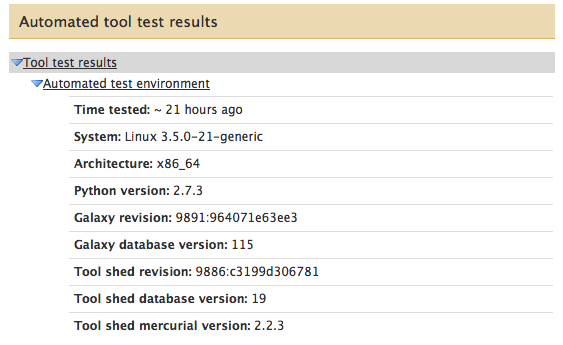 Automated tool test results
Tool test results
Automated test environment
Time tested: ~ 21 hours ago
System: Linux 3.5.0-21-generic
Architecture: x86_64
Python version: 2.7.3
Galaxy revision: 9891:964071e63ee3
Galaxy database version: 115
Tool shed revision: 9886:c3199d306781
Tool shed database version: 19
Tool shed mercurial version: 2.2.3